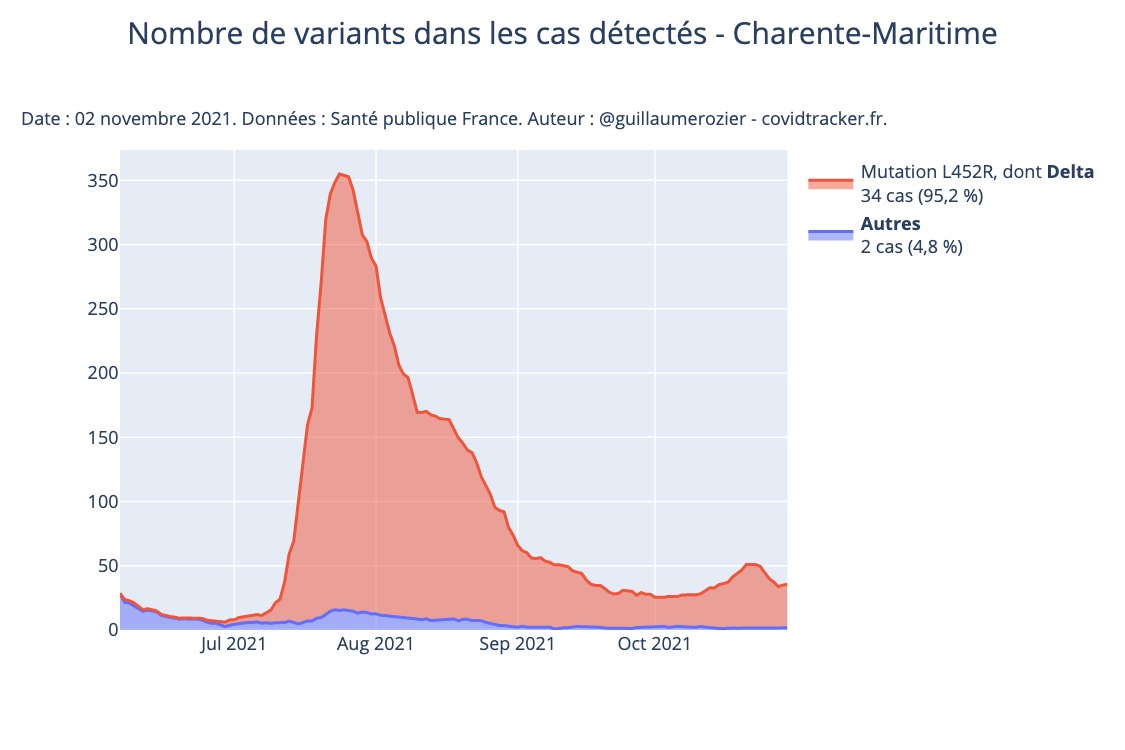 Nombre de variants dans les cas détectés - Charente-Maritime
Date : 02 novembre 2021. Données : Santé publique France. Auteur : @guillaumerozier - covidtracker.fr.
Mutation L452R, dont Delta
34 cas (95,2 %)
Autres
2 cas (4,8 %)
350
300
250
200
150
100
50
0
Jul 2021
Aug 2021
Sep 2021
Oct 2021